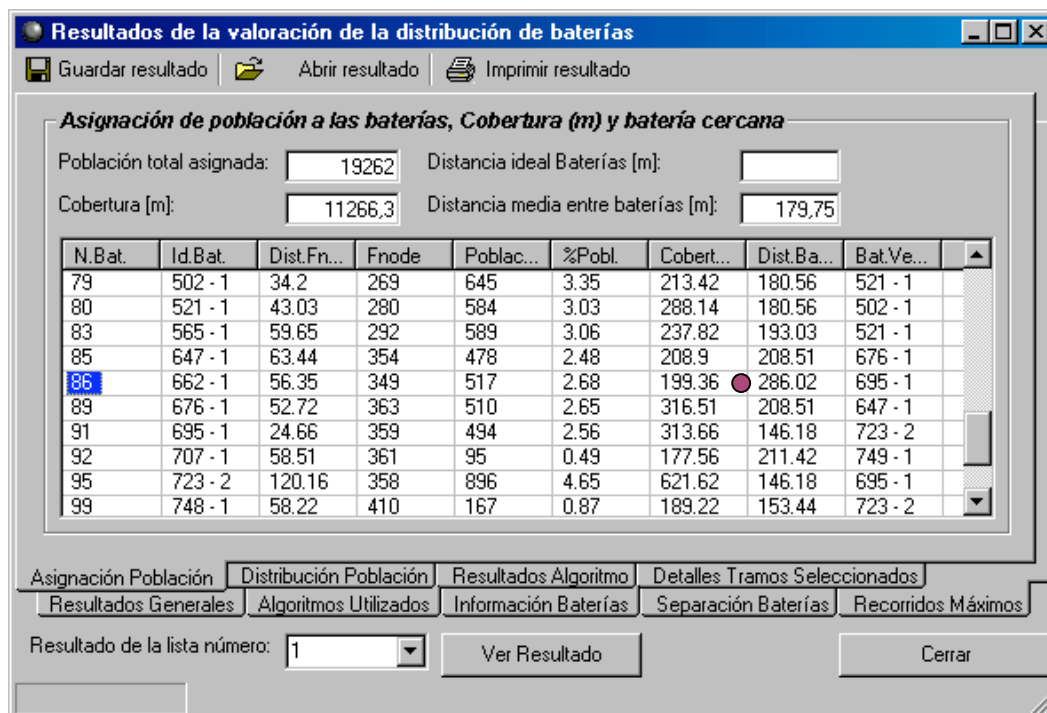 Resultados de la valoración de la distribución de baterías
Guardar resultado Abrir resultado Imprimir resultado
Asignación de población a las baterías, Cobertura (m) y batería cercana
Población total asignada: 19262 Distancia ideal Baterías [m]:
Cobertura [m]: 11266,3 Distancia media entre baterías [m]: 179,75
N.Bat. Id.Bat. Dist.Fn... Fnode Poblac... %Pobl. Cobert... Dist.Ba... Bat.Ve...
79 502 - 1 34.2 269 645 3.35 213.42 180.56 521 - 1
80 521 - 1 43.03 280 584 3.03 288.14 180.56 502 - 1
83 565 - 1 59.65 292 589 3.06 237.82 193.03 521 - 1
85 647 - 1 63.44 354 478 2.48 208.9 208.51 676 - 1
86 662 - 1 56.35 349 517 2.68 199.36 286.02 695 - 1
89 676 - 1 52.72 363 510 2.65 316.51 208.51 647 - 1
91 695 - 1 24.66 359 494 2.56 313.66 146.18 723 - 2
92 707 - 1 58.51 361 95 0.49 177.56 211.42 749 - 1
95 723 - 2 120.16 358 896 4.65 621.62 146.18 695 - 1
99 748 - 1 58.22 410 167 0.87 189.22 153.44 723 - 2
Asignación Población Distribución Población Resultados Algoritmo Detalles Tramos Seleccionados
Resultados Generales Algoritmos Utilizados Información Baterías Separación Baterías Recorridos Máximos
Resultado de la lista número: 1 Ver Resultado Cerrar